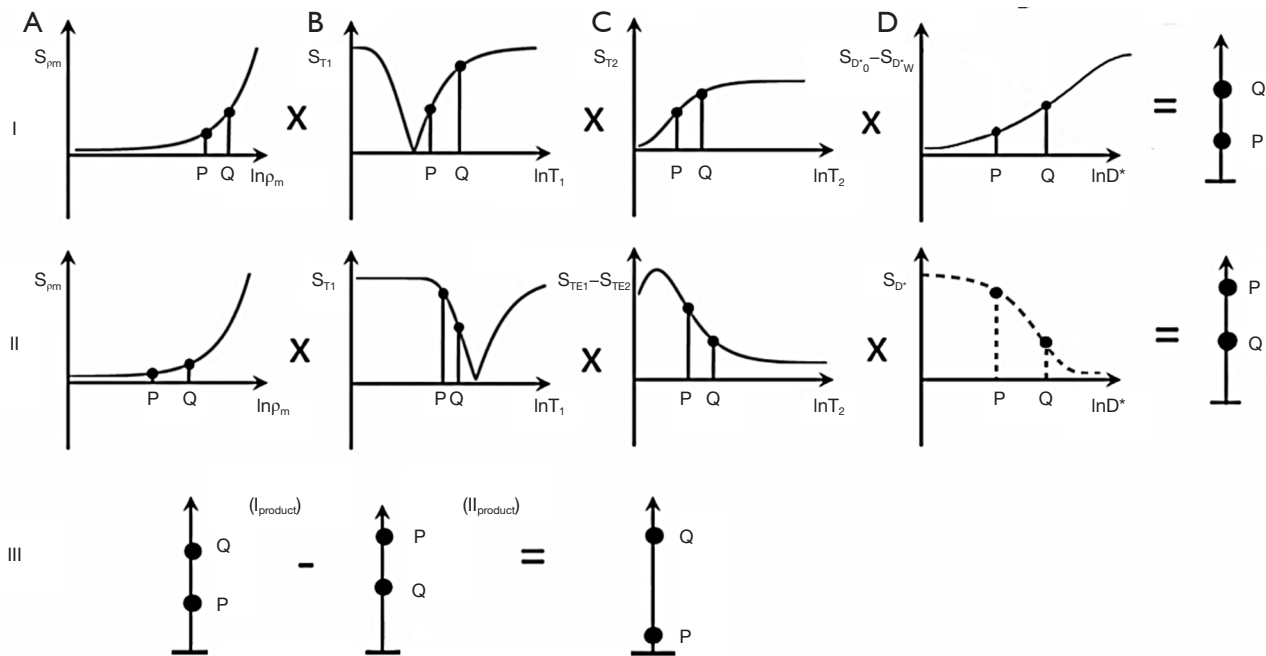 A B C D
S_ρm S_T1 S_T2 S_D*0–S_D*W
I X X X = Q P
P Q lnρ_m P Q lnT_1 P Q lnT_2 P Q lnD*
S_ρm S_T1 S_TE1–S_TE2 S_D*
II X X X = P Q
P Q lnρ_m P Q lnT_1 P Q lnT_2 P Q lnD*
(I_product) (II_product)
III Q P - P Q = Q P